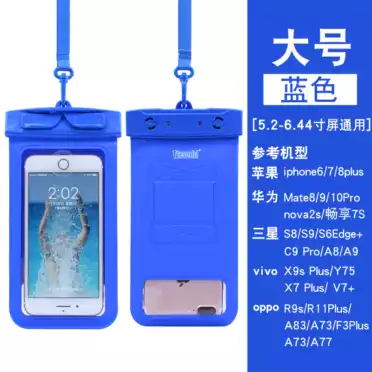 大号
蓝色
[5.2-6.44寸屏通用]
参考机型
苹果 iphone6/7/8plus
华为 Mate8/9/10Pro
nova2s/畅享7S
三星 S8/S9/S6Edge+
C9 Pro/A8/A9
vivo X9s Plus/Y75
X7 Plus/ V7+
oppo R9s/R11Plus/
A83/A73/F3Plus
A73/A77